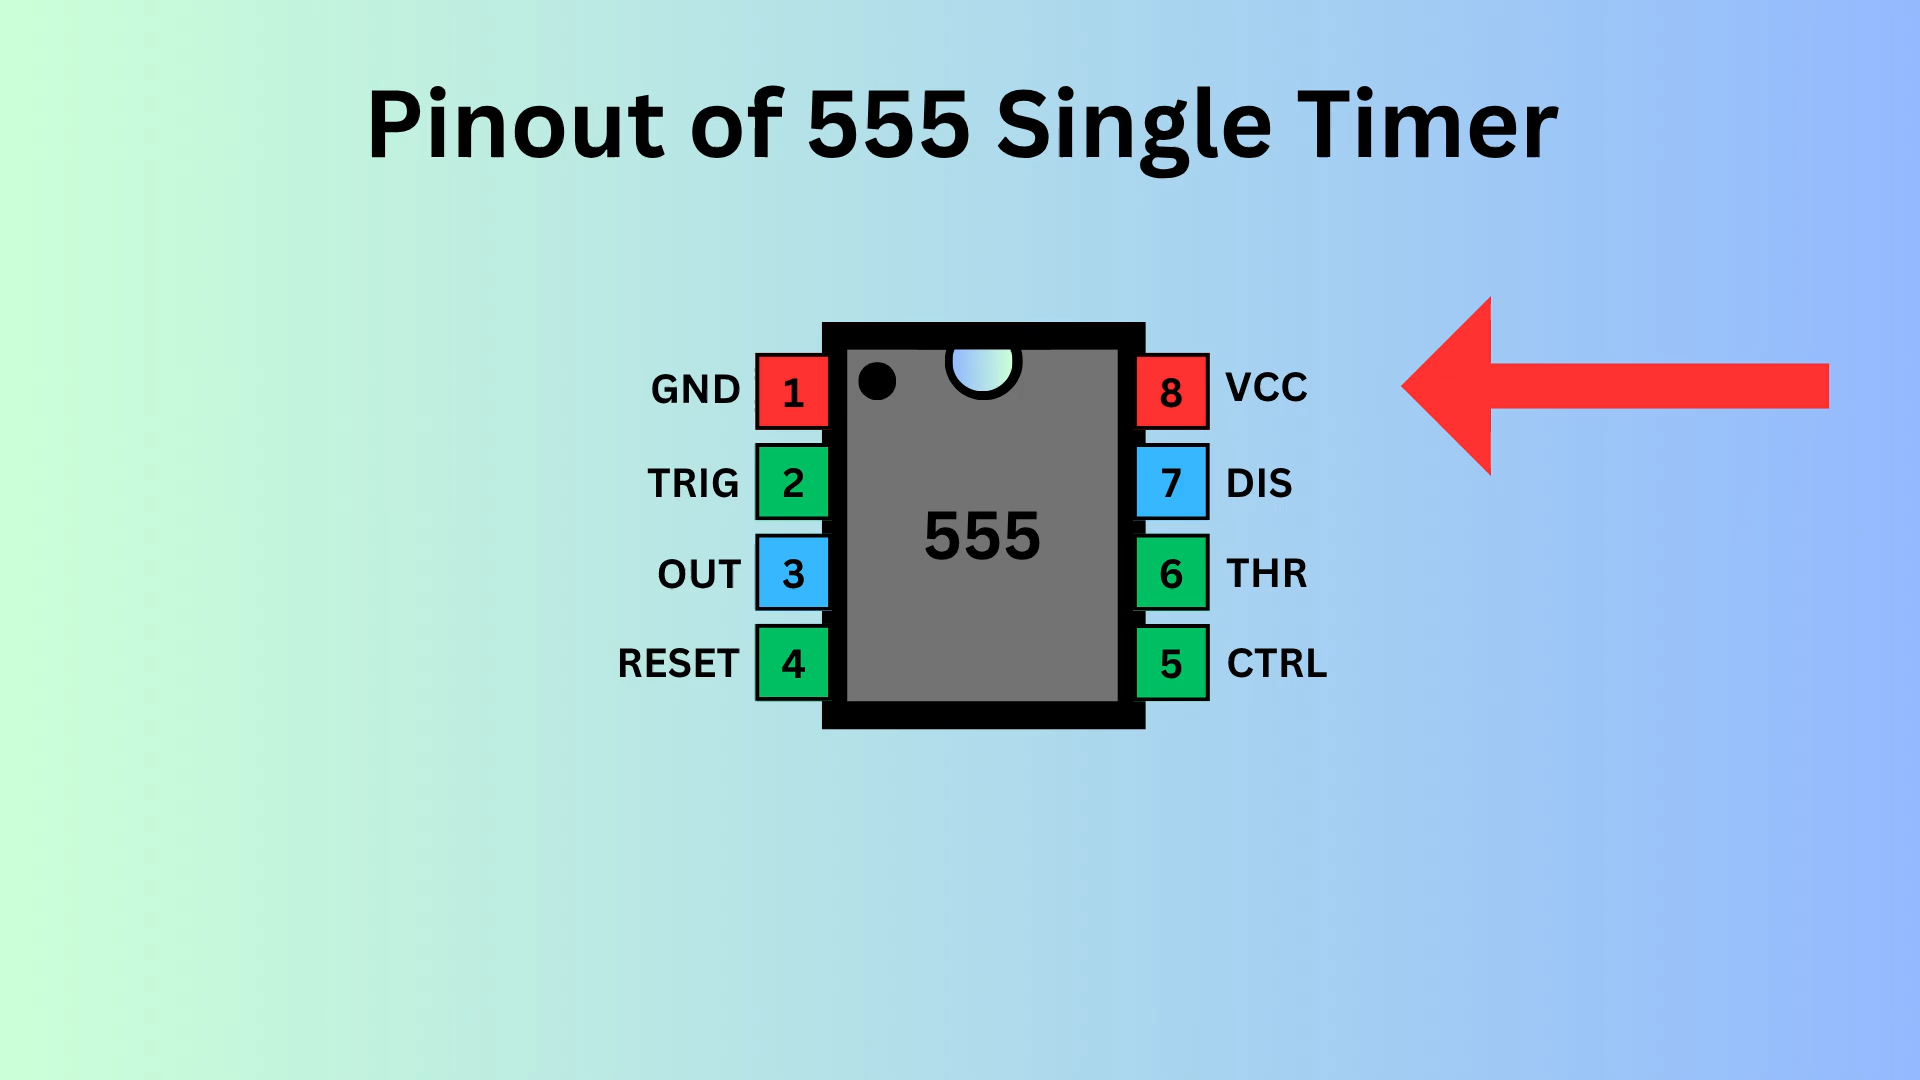 Pinout of 555 Single Timer
GND 1 8 VCC
TRIG 2 7 DIS
555
OUT 3 6 THR
RESET 4 5 CTRL